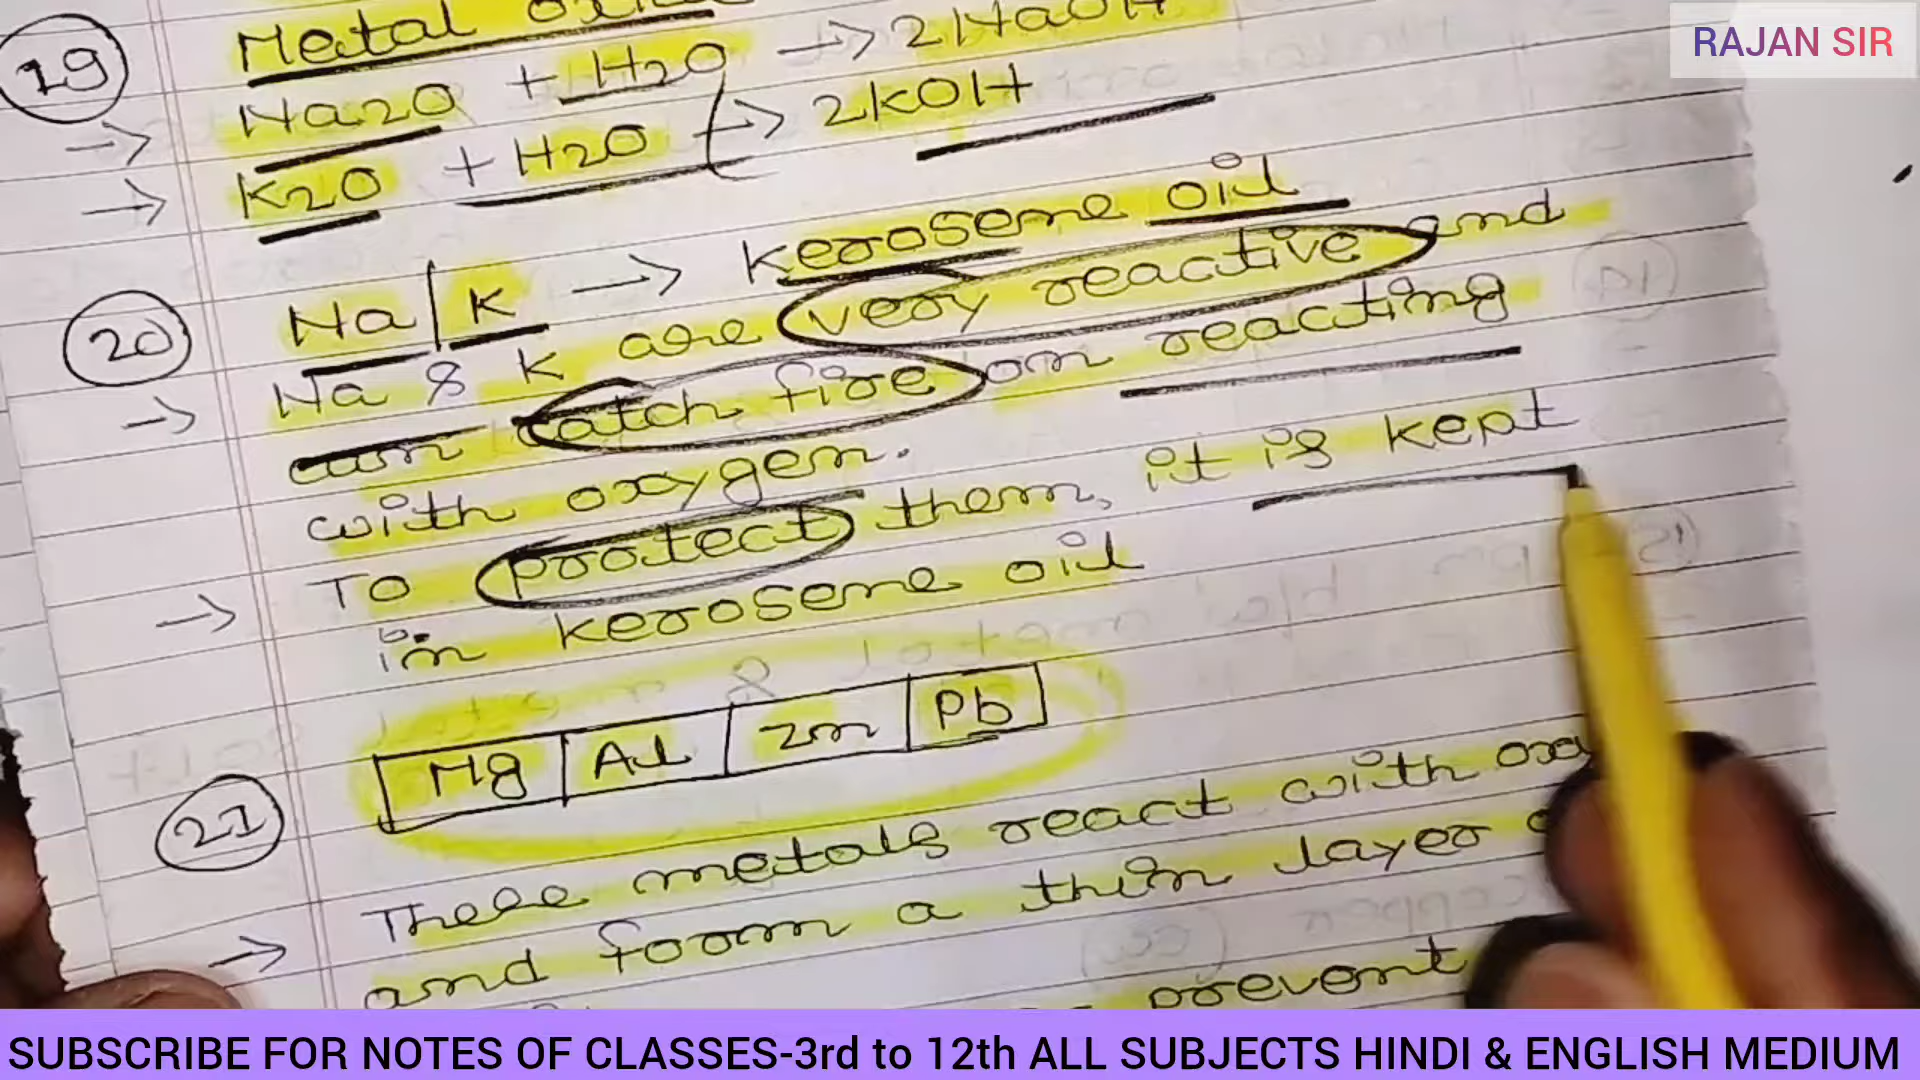 RAJAN SIR
19
Metal
Na2O + H2O → 2NaOH
→ K2O + H2O → 2KOH
20 Na | K → kerosene oil
→ Na & K are very reactive and
can catch fire on reacting
with oxygen.
→ To protect them, it is kept
in kerosene oil
21 Mg | Al | Zn | Pb
→ These metals react with
and form a thin layer
prevent
SUBSCRIBE FOR NOTES OF CLASSES-3rd to 12th ALL SUBJECTS HINDI & ENGLISH MEDIUM